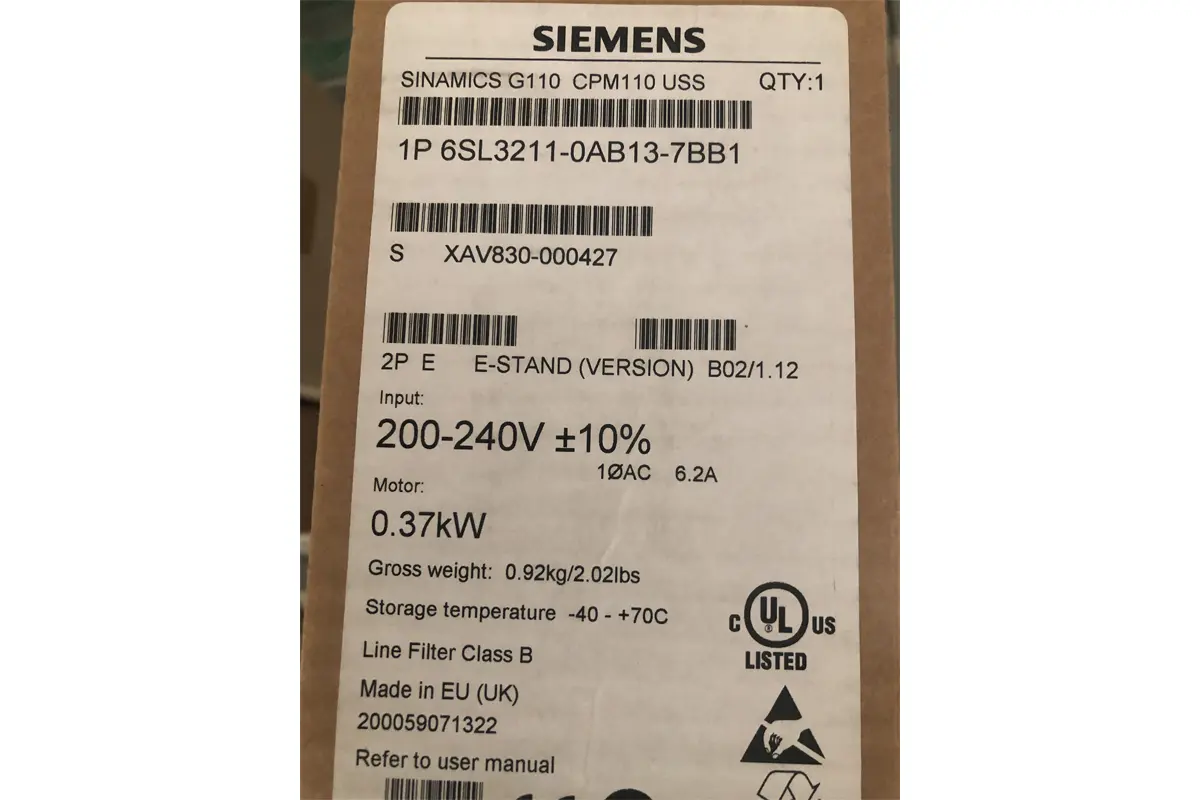 SIEMENS
SINAMICS G110 CPM110 USS QTY:1
1P 6SL3211-0AB13-7BB1
S XAV830-000427
2P E E-STAND (VERSION) B02/1.12
Input:
200-240V ±10%
1ØAC 6.2A
Motor:
0.37kW
Gross weight: 0.92kg/2.02lbs
Storage temperature -40 - +70C
Line Filter Class B
C UL US
LISTED
Made in EU (UK)
200059071322
Refer to user manual